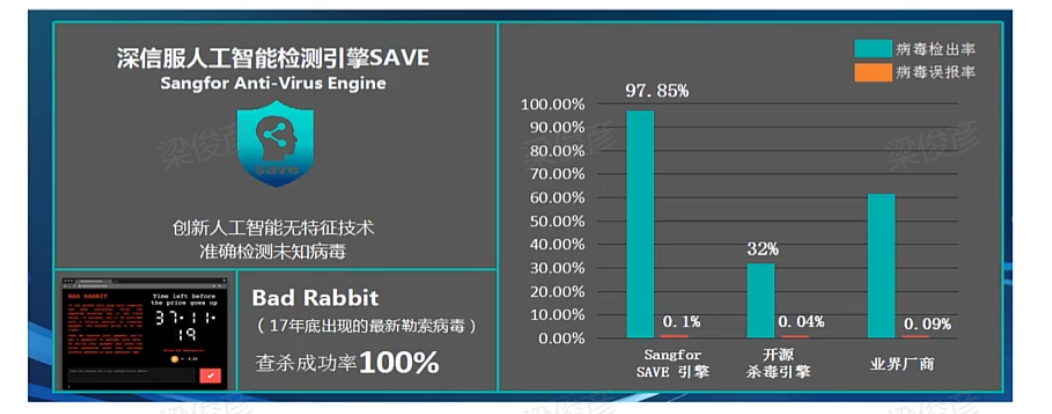 深信服人工智能检测引擎SAVE
Sangfor Anti-Virus Engine
save
创新人工智能无特征技术
准确检测未知病毒
BAD RABBIT
Time left before
the price goes up
Bad Rabbit
(17年底出现的最新勒索病毒)
查杀成功率100%
病毒检出率
病毒误报率
97.85%
100.00%
90.00%
80.00%
70.00%
60.00%
50.00%
40.00%
30.00%
20.00%
10.00%
0.00%
32%
0.1%
0.04%
0.09%
Sangfor
SAVE 引擎
开源
杀毒引擎
业界厂商
梁俊彦
梁俊彦
梁俊彦